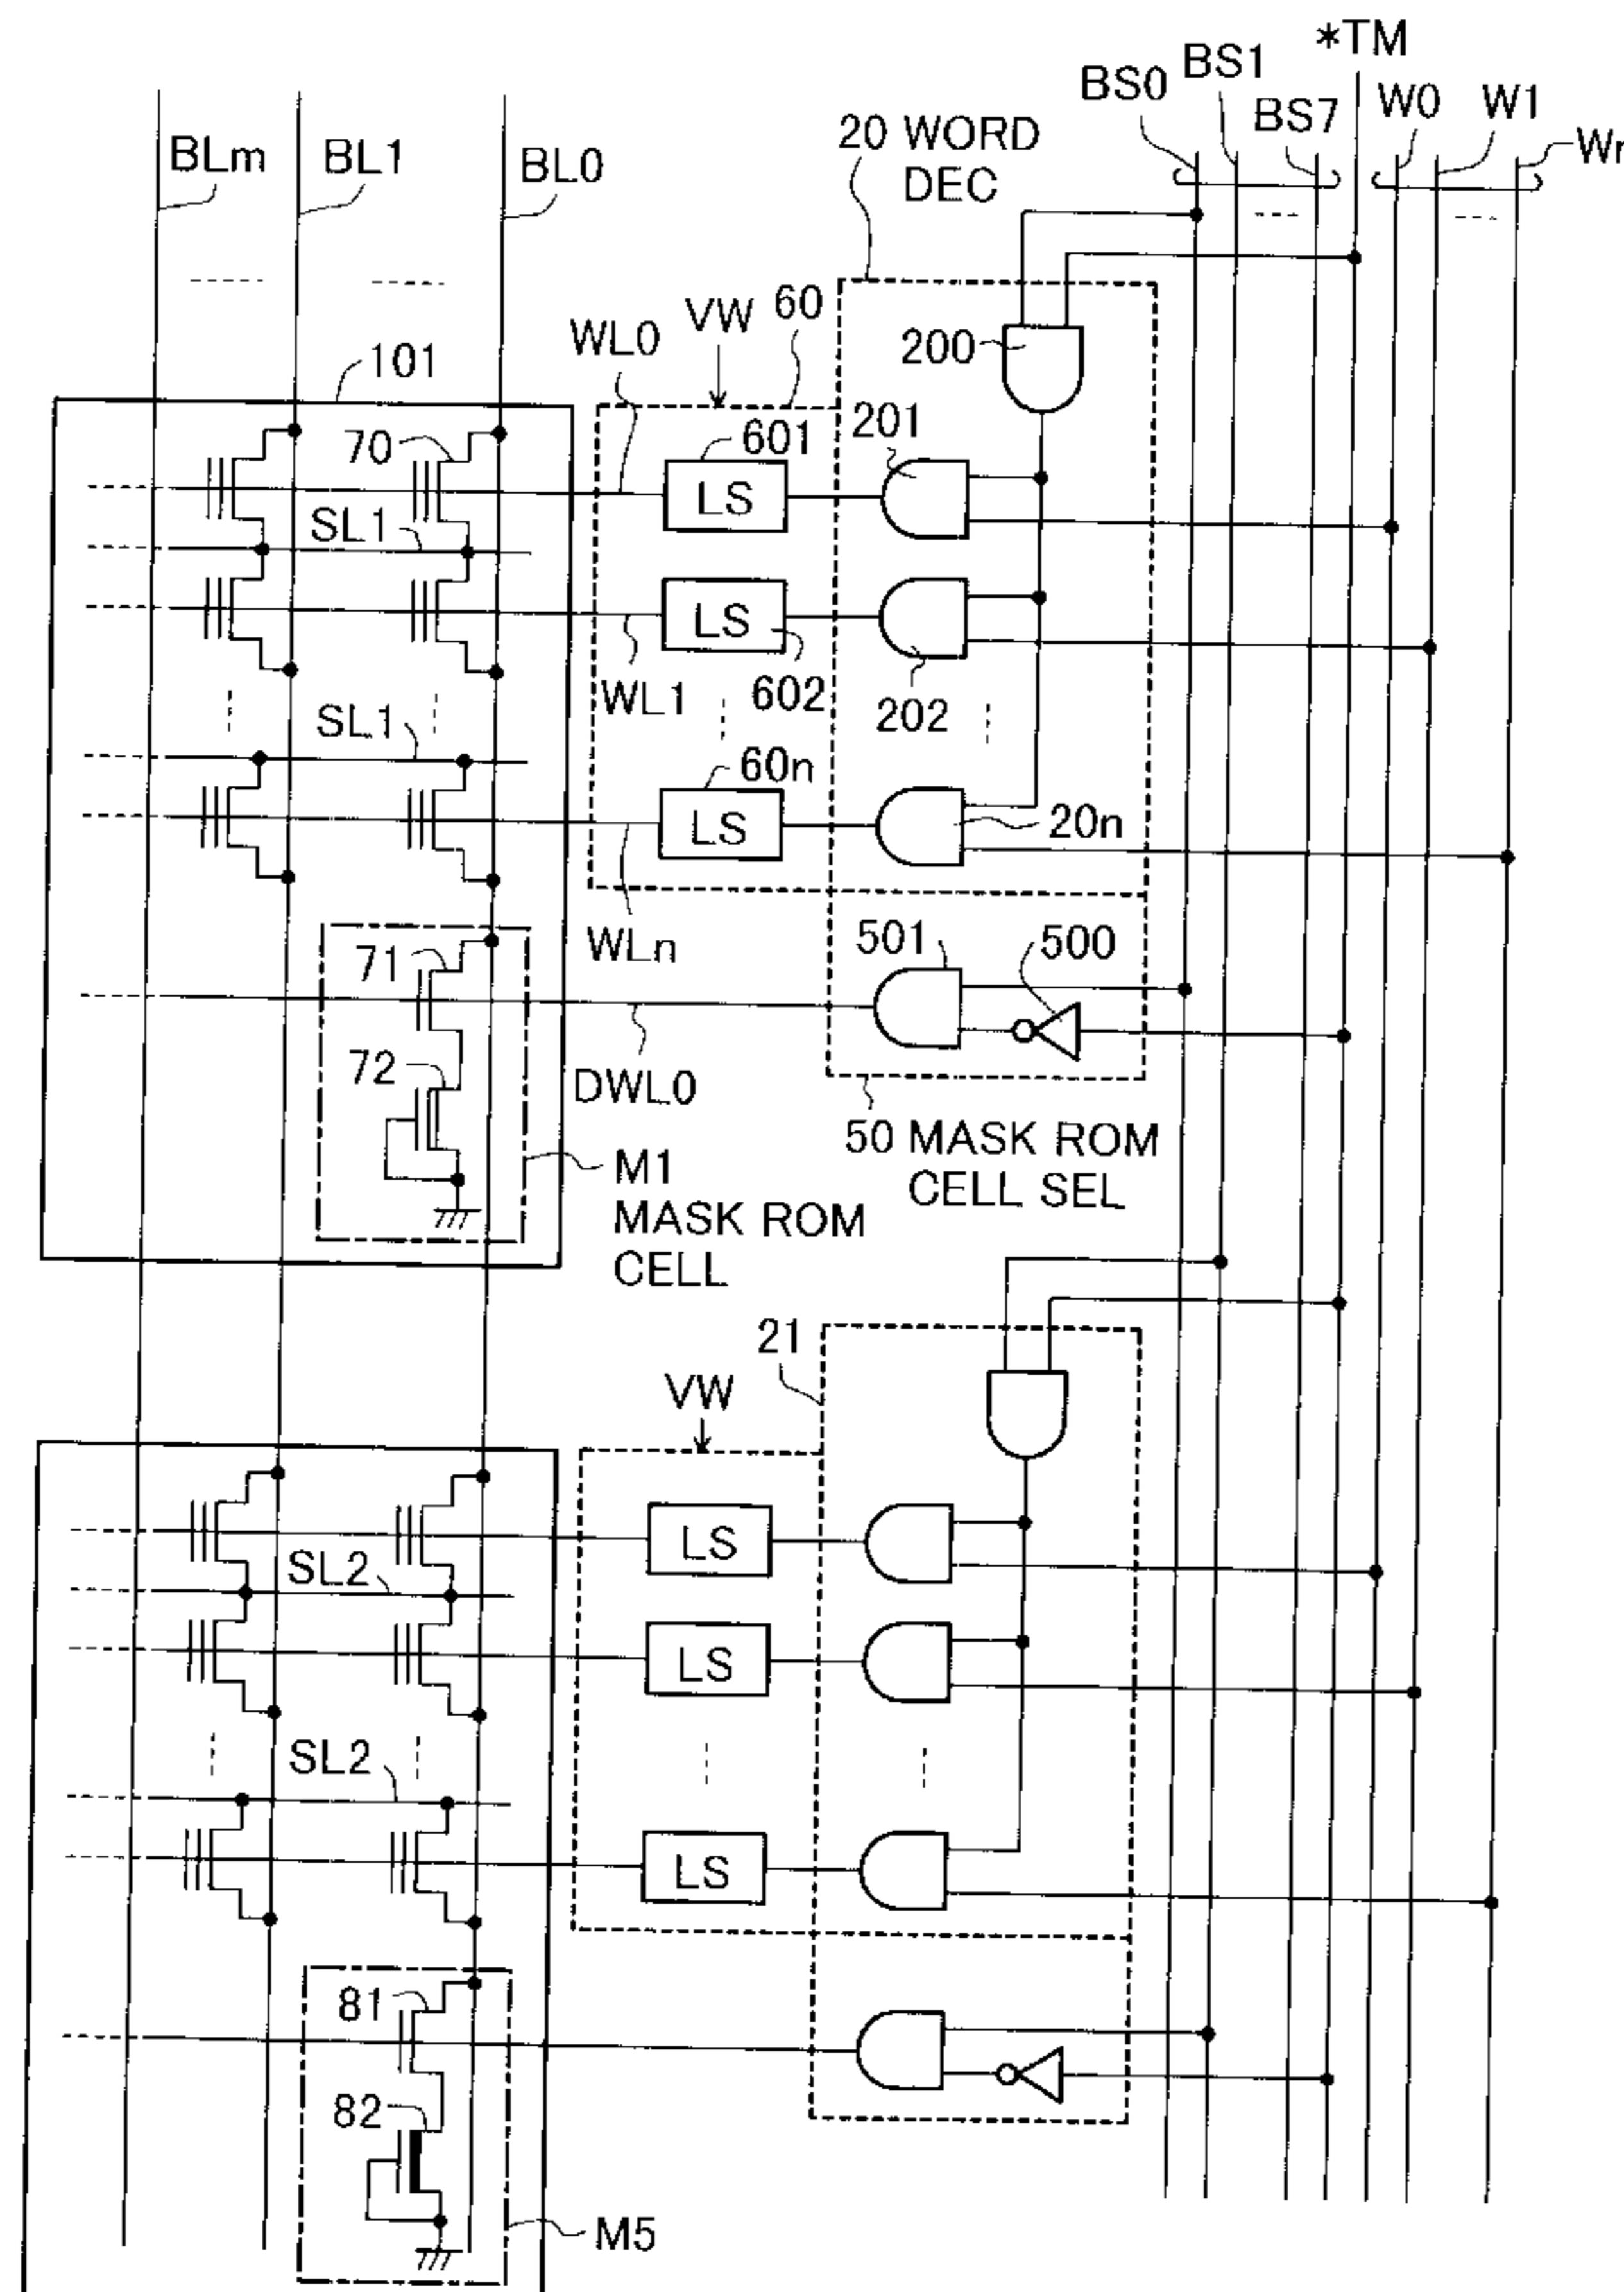 *TM
BS1
BS0
BS7
W0
W1
20 WORD
DEC
BLm
BL1
BL0
VW
60
WL0
200
101
601
201
70
LS
SL1
LS
WL1
602
202
SL1
60n
LS
20n
WLn
501
500
71
72
DWL0
50 MASK ROM
CELL SEL
M1
MASK ROM
CELL
21
VW
LS
SL2
LS
SL2
LS
81
82
M5